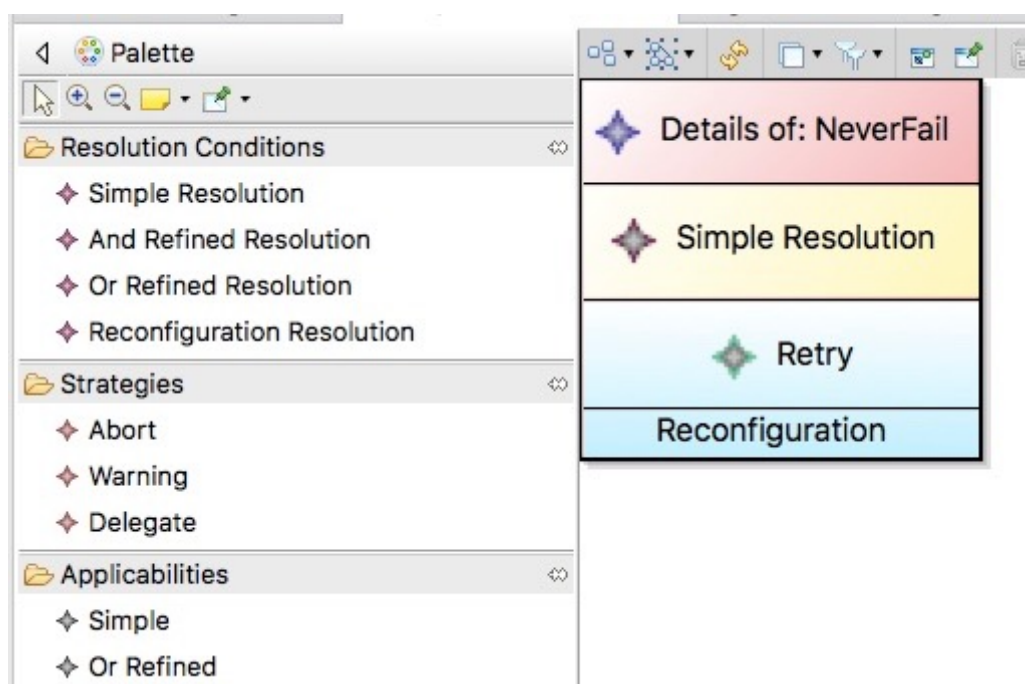 Palette
Resolution Conditions
Simple Resolution
And Refined Resolution
Or Refined Resolution
Reconfiguration Resolution
Strategies
Abort
Warning
Delegate
Applicabilities
Simple
Or Refined
Details of: NeverFail
Simple Resolution
Retry
Reconfiguration